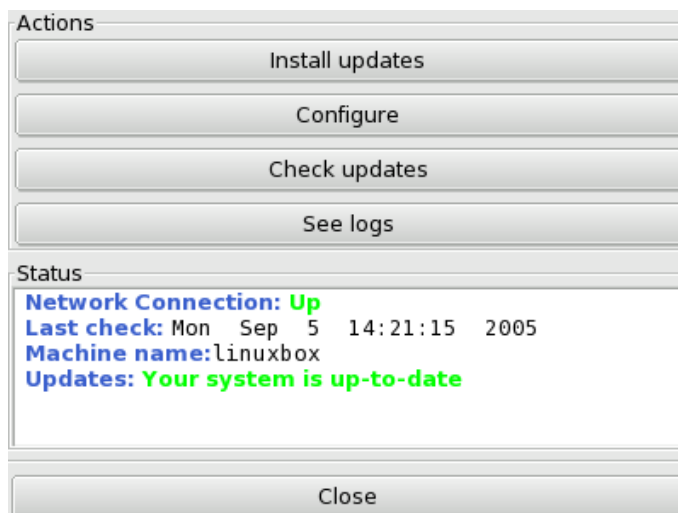 Actions
Install updates
Configure
Check updates
See logs
Status
Network Connection: Up
Last check: Mon Sep 5 14:21:15 2005
Machine name:linuxbox
Updates: Your system is up-to-date
Close